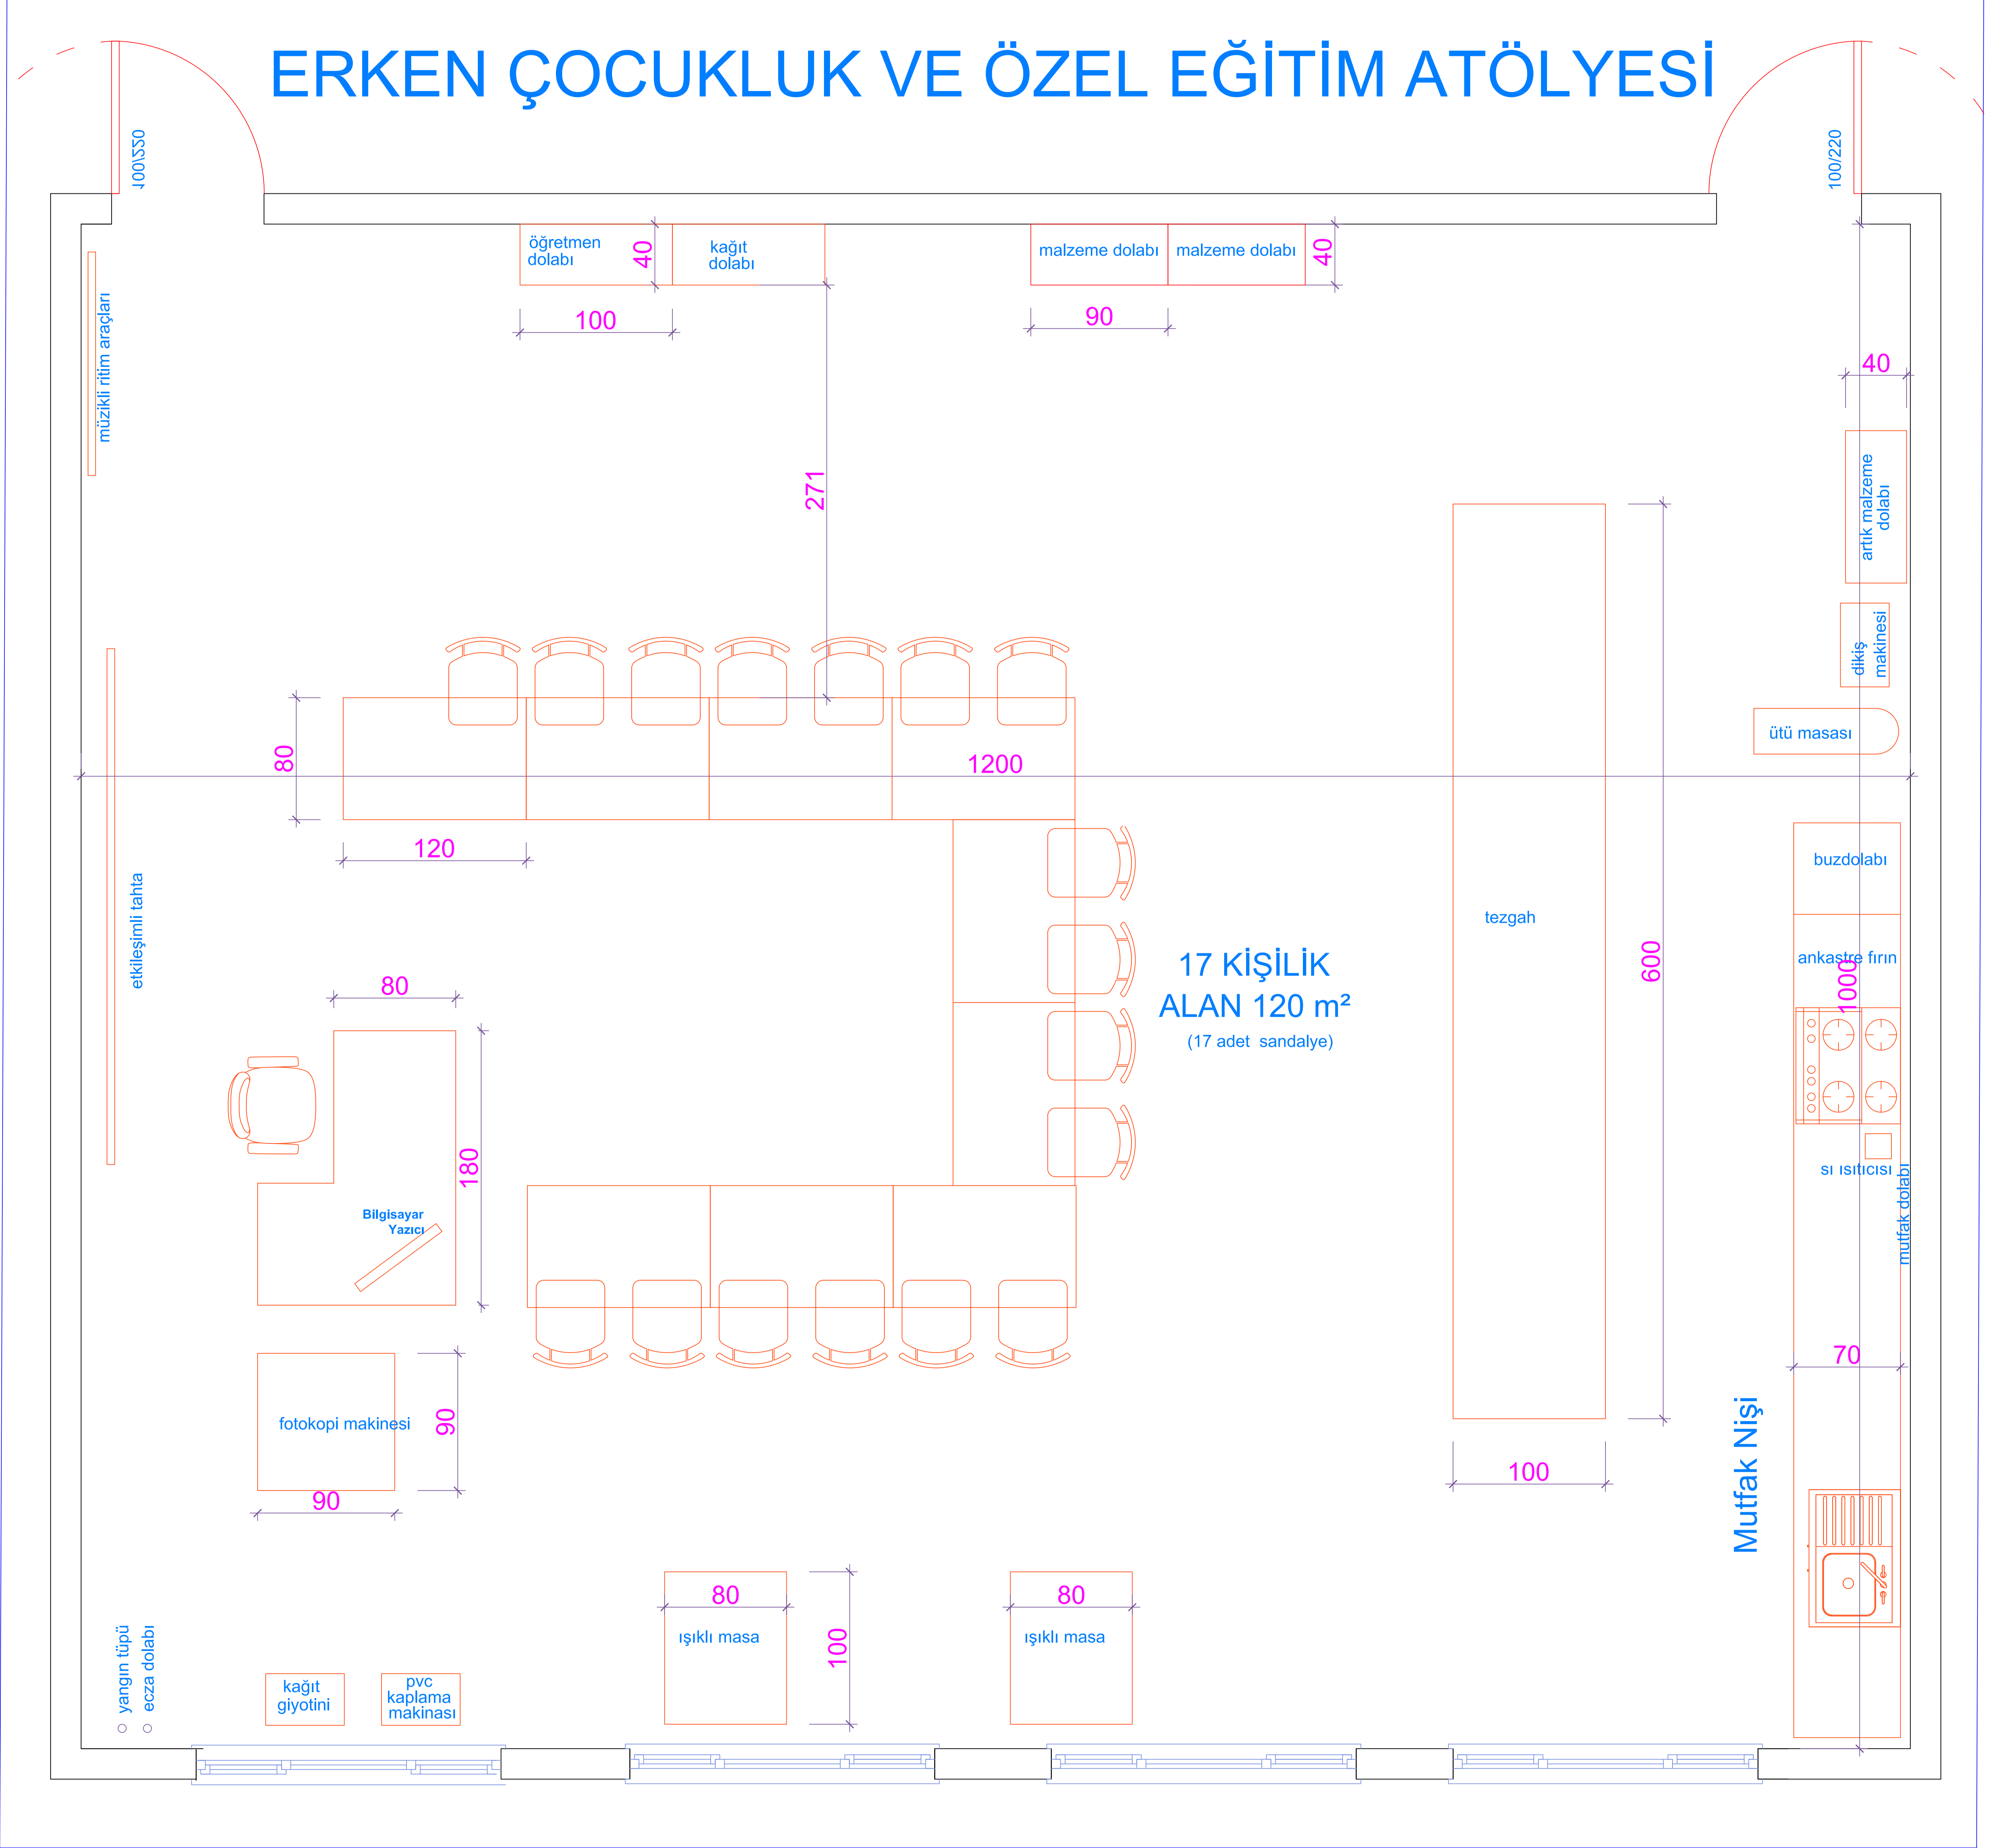 ERKEN ÇOCUKLUK VE ÖZEL EĞİTİM ATÖLYESİ
100/220
100/220
öğretmen
dolabı
40
kağıt
dolabı
malzeme dolabı
malzeme dolabı
40
100
90
müzikli ritim araçları
271
40
artık malzeme
dolabı
dikiş
makinesi
ütü masası
80
1200
120
buzdolabı
etkileşimli tahta
tezgah
600
ankastre fırın
1000
17 KİŞİLİK
ALAN 120 m²
(17 adet sandalye)
80
180
Bilgisayar
Yazıcı
sı ısıtıcısı
mutfak dolabı
70
fotokopi makinesi
90
90
100
Mutfak Nişi
80
ışıklı masa
100
80
ışıklı masa
yangın tüpü
ecza dolabı
kağıt
giyotini
pvc
kaplama
makinası